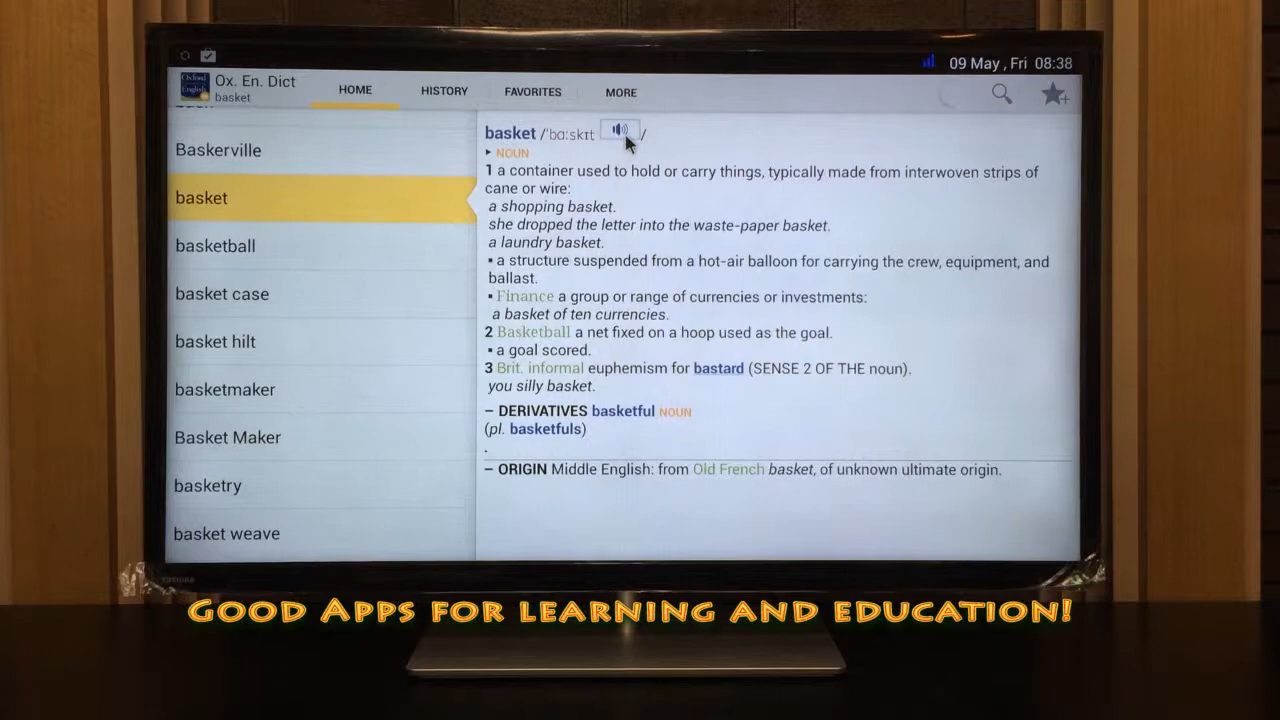 09 May , Fri 08:38
Oxford
English
Ox. En. Dict
basket
HOME
HISTORY
FAVORITES
MORE
Baskerville
basket
basketball
basket case
basket hilt
basketmaker
Basket Maker
basketry
basket weave
basket /ˈbɑːskɪt /
▸ NOUN
1 a container used to hold or carry things, typically made from interwoven strips of
cane or wire:
a shopping basket.
she dropped the letter into the waste-paper basket.
a laundry basket.
▪ a structure suspended from a hot-air balloon for carrying the crew, equipment, and
ballast.
▪ Finance a group or range of currencies or investments:
a basket of ten currencies.
2 Basketball a net fixed on a hoop used as the goal.
▪ a goal scored.
3 Brit. informal euphemism for bastard (SENSE 2 OF THE noun).
you silly basket.
– DERIVATIVES basketful NOUN
(pl. basketfuls)
.
– ORIGIN Middle English: from Old French basket, of unknown ultimate origin.
TOSHIBA
Good Apps for learning and education!